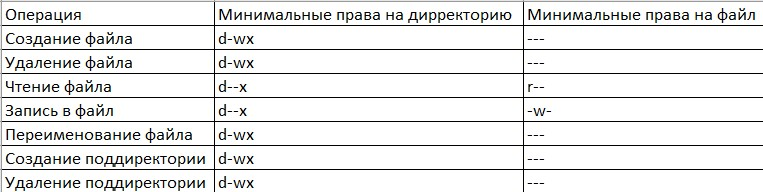 Операция Минимальные права на дирректорию Минимальные права на файл
Создание файла d-wx ---
Удаление файла d-wx ---
Чтение файла d--x r--
Запись в файл d--x -w-
Переименование файла d-wx ---
Создание поддиректории d-wx ---
Удаление поддиректории d-wx ---